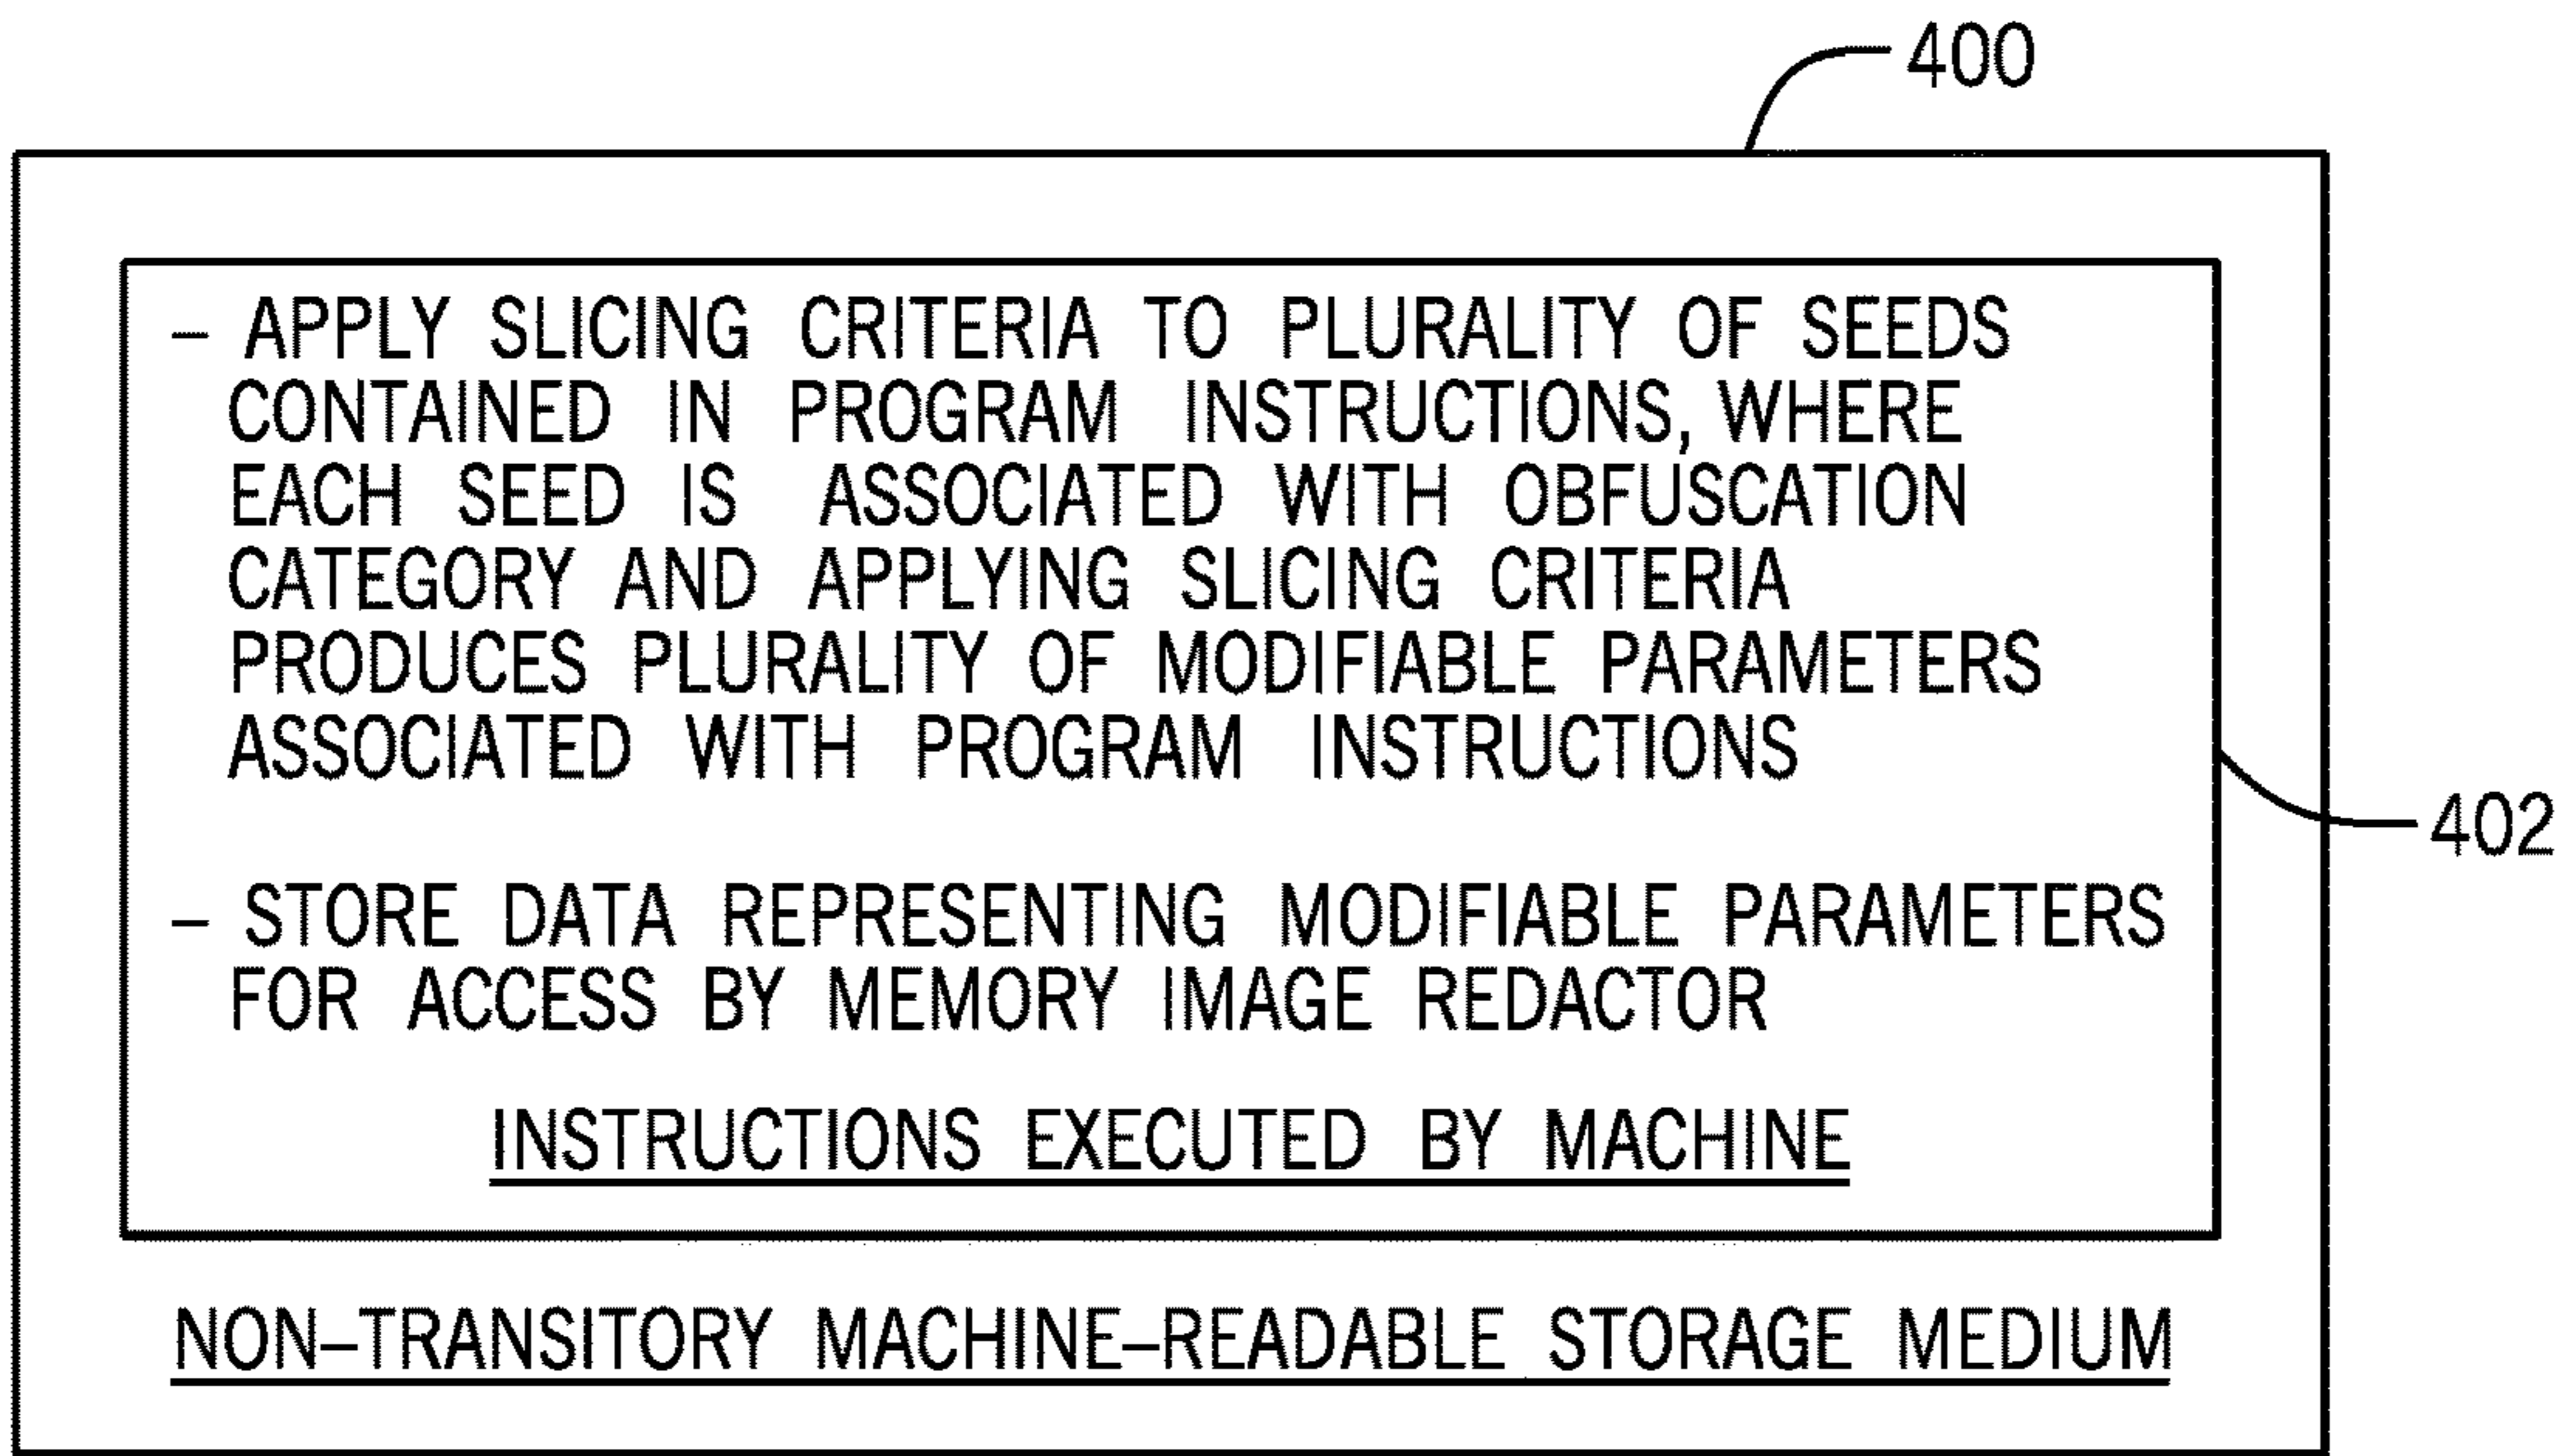 400
– APPLY SLICING CRITERIA TO PLURALITY OF SEEDS
CONTAINED IN PROGRAM INSTRUCTIONS, WHERE
EACH SEED IS ASSOCIATED WITH OBFUSCATION
CATEGORY AND APPLYING SLICING CRITERIA
PRODUCES PLURALITY OF MODIFIABLE PARAMETERS
ASSOCIATED WITH PROGRAM INSTRUCTIONS
402
– STORE DATA REPRESENTING MODIFIABLE PARAMETERS
FOR ACCESS BY MEMORY IMAGE REDACTOR
INSTRUCTIONS EXECUTED BY MACHINE
NON–TRANSITORY MACHINE–READABLE STORAGE MEDIUM